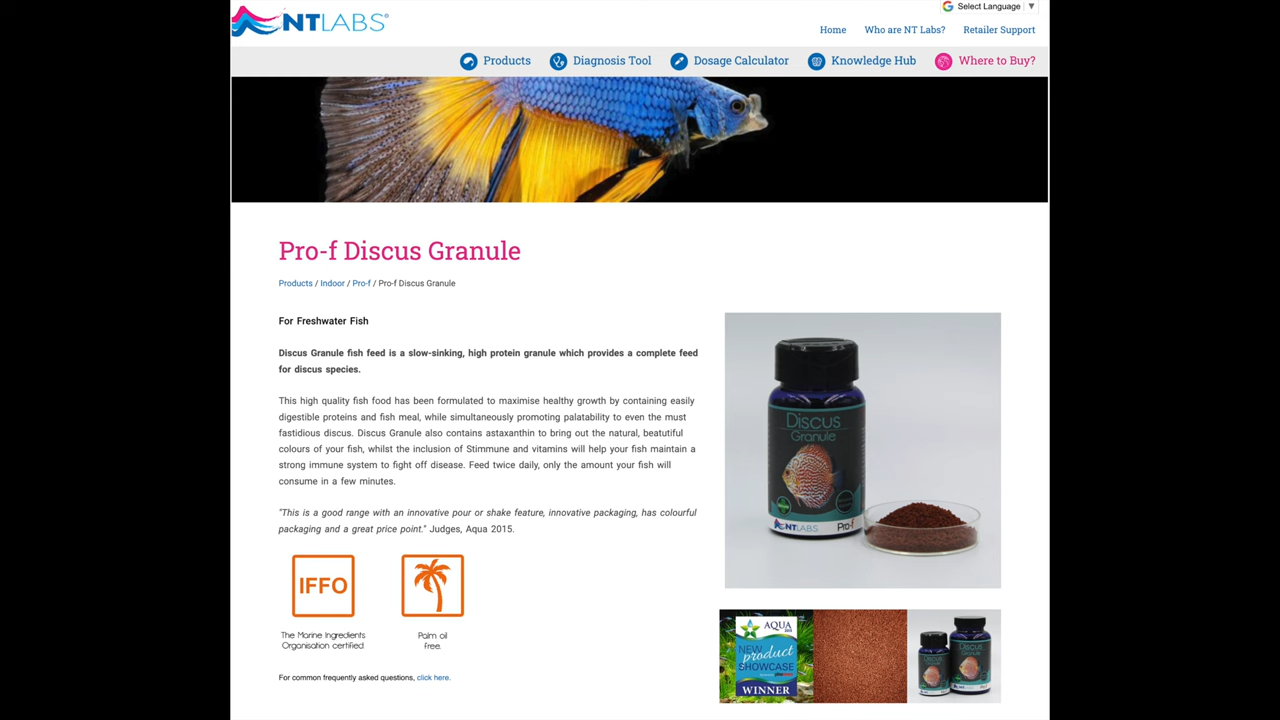 Select Language ▼
NTLABS®
Home Who are NT Labs? Retailer Support
Products Diagnosis Tool Dosage Calculator Knowledge Hub Where to Buy?
Pro-f Discus Granule
Products / Indoor / Pro-f / Pro-f Discus Granule
For Freshwater Fish
Discus Granule fish feed is a slow-sinking, high protein granule which provides a complete feed
for discus species.
This high quality fish food has been formulated to maximise healthy growth by containing easily
digestible proteins and fish meal, while simultaneously promoting palatability to even the must
fastidious discus. Discus Granule also contains astaxanthin to bring out the natural, beatutiful
colours of your fish, whilst the inclusion of Stimmune and vitamins will help your fish maintain a
strong immune system to fight off disease. Feed twice daily, only the amount your fish will
consume in a few minutes.
"This is a good range with an innovative pour or shake feature, innovative packaging, has colourful
packaging and a great price point." Judges, Aqua 2015.
IFFO
The Marine Ingredients
Organisation certified.
Palm oil
Free.
For common frequently asked questions, click here.
Discus
Granule
NTLABS Pro-f
AQUA
NEW
product
SHOWCASE
WINNER
Discus
Granule
Discus
Granule